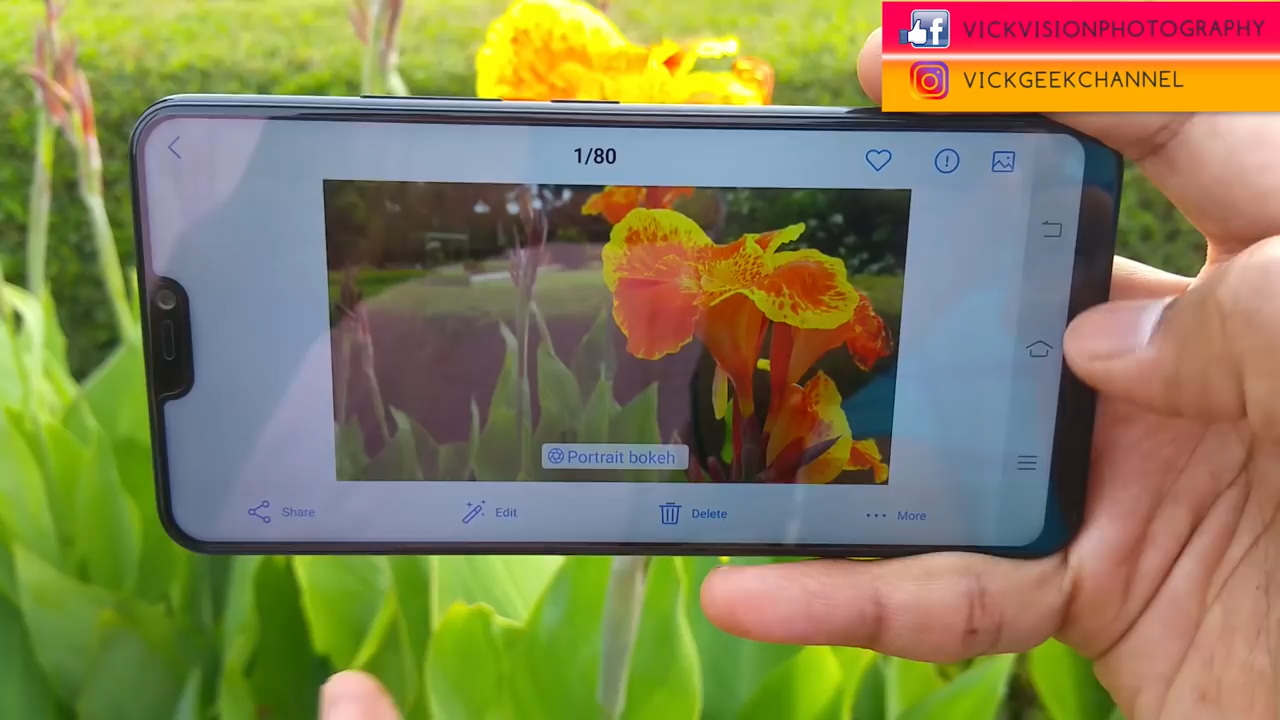 VICKVISIONPHOTOGRAPHY
VICKGEEKCHANNEL
1/80
Portrait bokeh
Share
Edit
Delete
More